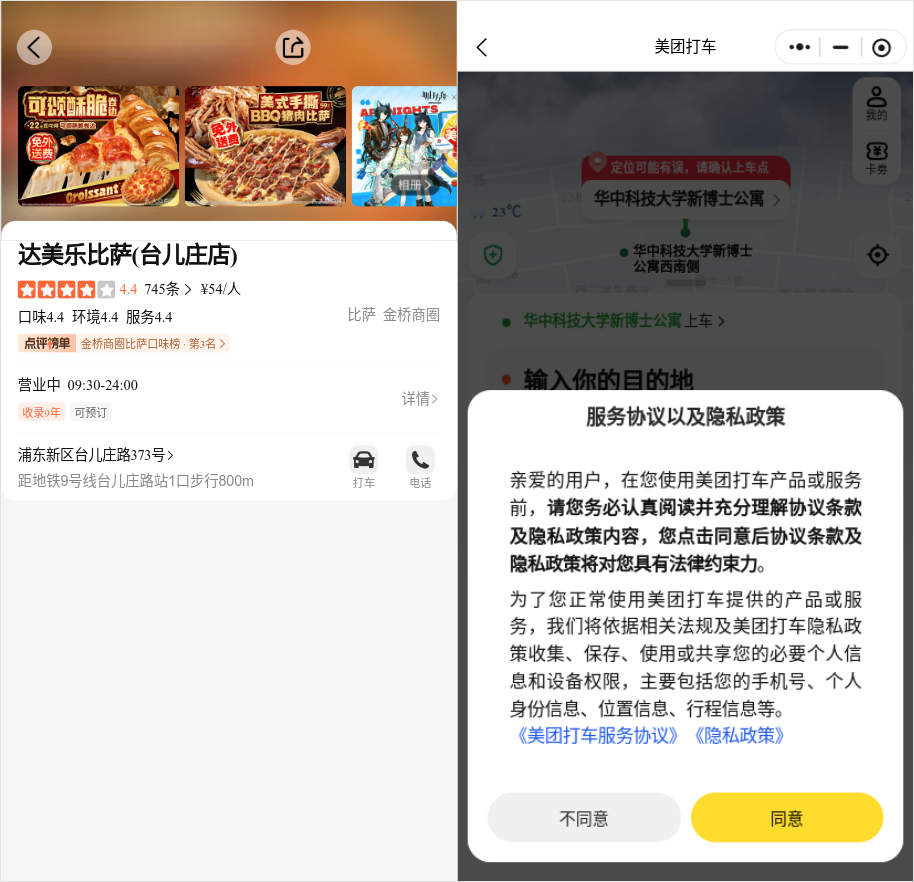 可颂酥脆卷边
免外送费
Croissant
美式手撕
BBQ猪肉比萨
免外送费
明日方舟
ARKNIGHTS
相册
达美乐比萨(台儿庄店)
4.4 745条 ¥54/人
口味4.4 环境4.4 服务4.4
比萨 金桥商圈
点评榜单 金桥商圈比萨口味榜 · 第3名
营业中 09:30-24:00
收录9年 可预订
详情
浦东新区台儿庄路373号
距地铁9号线台儿庄路站1口步行800m
打车
电话
美团打车
我的
卡券
定位可能有误，请确认上车点
华中科技大学新博士公寓
23℃
华中科技大学新博士
公寓西南侧
华中科技大学新博士公寓 上车
输入你的目的地
服务协议以及隐私政策
亲爱的用户，在您使用美团打车产品或服务
前，请您务必认真阅读并充分理解协议条款
及隐私政策内容，您点击同意后协议条款及
隐私政策将对您具有法律约束力。
为了您正常使用美团打车提供的产品或服
务，我们将依据相关法规及美团打车隐私政
策收集、保存、使用或共享您的必要个人信
息和设备权限，主要包括您的手机号、个人
身份信息、位置信息、行程信息等。
《美团打车服务协议》《隐私政策》
不同意
同意